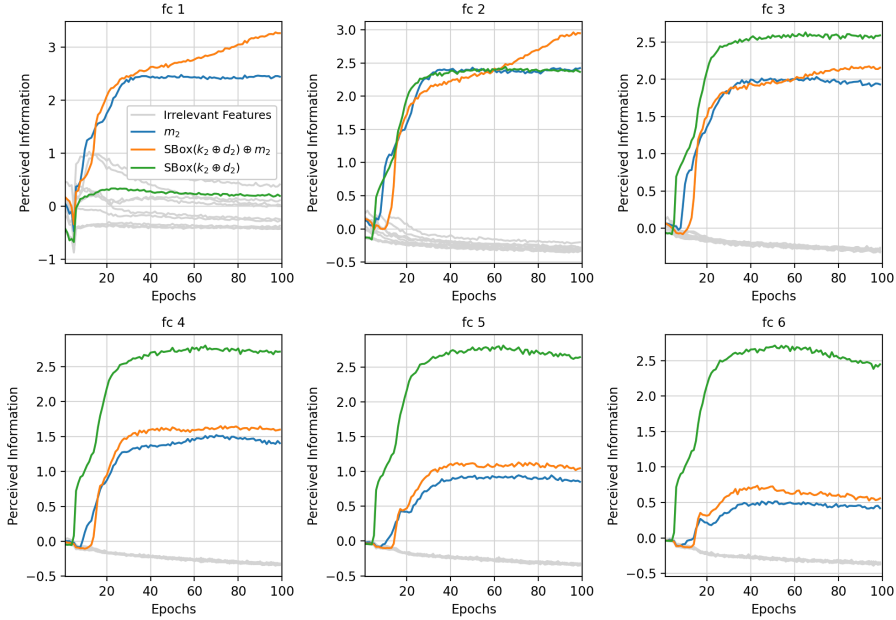 fc 1
fc 2
fc 3
3
2
1
0
−1
Perceived Information
Irrelevant Features
m₂
SBox(k₂ ⊕ d₂) ⊕ m₂
SBox(k₂ ⊕ d₂)
20 40 60 80 100
Epochs
3.0
2.5
2.0
1.5
1.0
0.5
0.0
−0.5
Perceived Information
20 40 60 80 100
Epochs
2.5
2.0
1.5
1.0
0.5
0.0
Perceived Information
20 40 60 80 100
Epochs
fc 4
fc 5
fc 6
2.5
2.0
1.5
1.0
0.5
0.0
−0.5
Perceived Information
20 40 60 80 100
Epochs
2.5
2.0
1.5
1.0
0.5
0.0
−0.5
Perceived Information
20 40 60 80 100
Epochs
2.5
2.0
1.5
1.0
0.5
0.0
−0.5
Perceived Information
20 40 60 80 100
Epochs